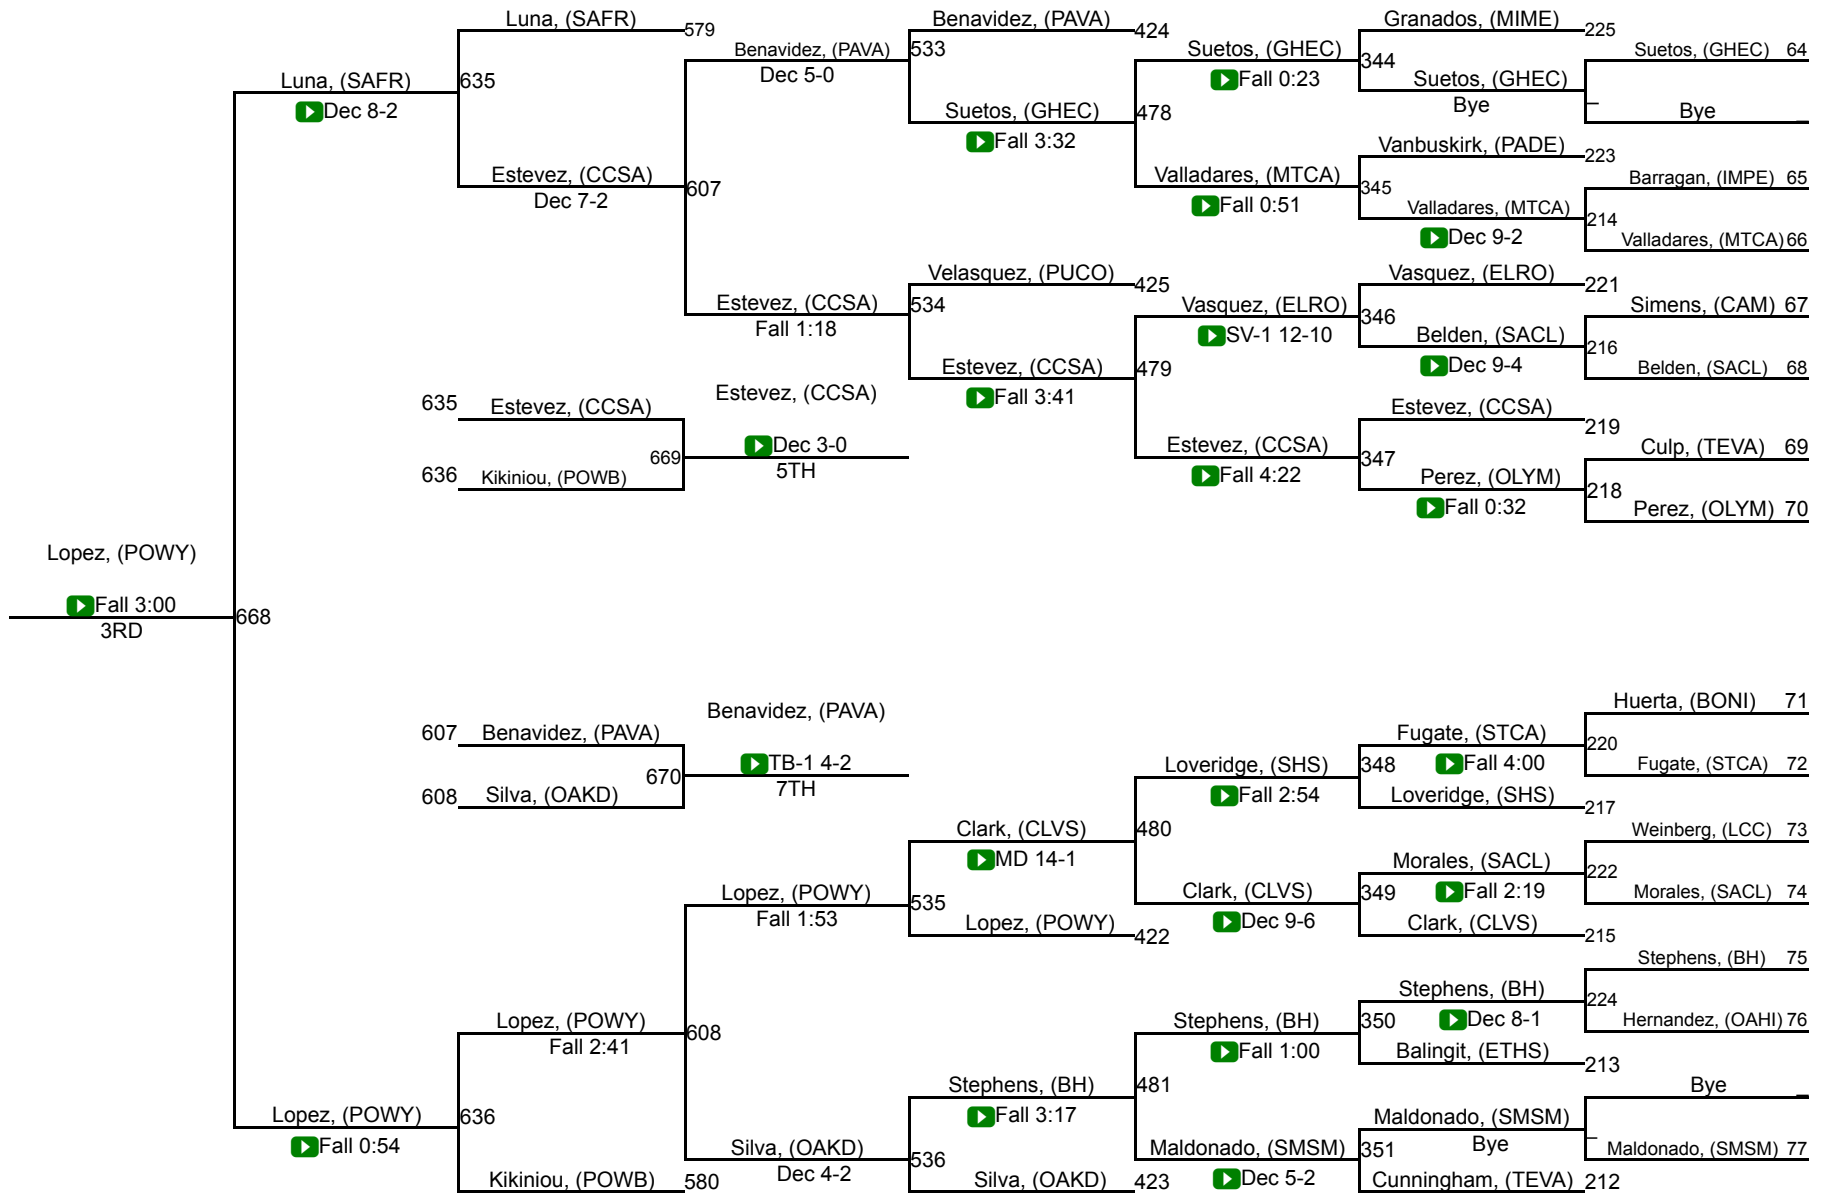 Luna, (SAFR)
579
Benavidez, (PAVA)
424
Granados, (MIME)
225
Benavidez, (PAVA)
533
Suetos, (GHEC)
Suetos, (GHEC) 64
Dec 5-0
344
Luna, (SAFR)
635
Fall 0:23
Suetos, (GHEC)
Dec 8-2
Suetos, (GHEC)
478
Bye
_
Bye
_
Fall 3:32
Vanbuskirk, (PADE)
223
Estevez, (CCSA)
607
Valladares, (MTCA)
345
Barragan, (IMPE) 65
Dec 7-2
Fall 0:51
Valladares, (MTCA)
214
Dec 9-2
Valladares, (MTCA) 66
Velasquez, (PUCO)
425
Vasquez, (ELRO)
221
Estevez, (CCSA)
534
Vasquez, (ELRO)
346
Simens, (CAM) 67
Fall 1:18
SV-1 12-10
Belden, (SACL)
216
Estevez, (CCSA)
479
Dec 9-4
Belden, (SACL) 68
Estevez, (CCSA)
Fall 3:41
635
Estevez, (CCSA)
Estevez, (CCSA)
219
Dec 3-0
Estevez, (CCSA)
347
Culp, (TEVA) 69
669
5TH
Fall 4:22
Perez, (OLYM)
218
636
Kikiniou, (POWB)
Fall 0:32
Perez, (OLYM) 70
Lopez, (POWY)
Fall 3:00
668
3RD
Huerta, (BONI) 71
Benavidez, (PAVA)
607
Benavidez, (PAVA)
Fugate, (STCA)
220
TB-1 4-2
Loveridge, (SHS)
348
Fall 4:00
Fugate, (STCA) 72
670
7TH
Fall 2:54
Loveridge, (SHS)
217
608
Silva, (OAKD)
Clark, (CLVS)
480
Weinberg, (LCC) 73
MD 14-1
Morales, (SACL)
222
Lopez, (POWY)
535
Clark, (CLVS)
349
Fall 2:19
Morales, (SACL) 74
Fall 1:53
Lopez, (POWY)
422
Dec 9-6
Clark, (CLVS)
215
Stephens, (BH) 75
Stephens, (BH)
224
Lopez, (POWY)
608
Stephens, (BH)
350
Dec 8-1
Hernandez, (OAHI) 76
Fall 2:41
Fall 1:00
Balingit, (ETHS)
213
Stephens, (BH)
481
Bye
_
Lopez, (POWY)
636
Fall 3:17
Maldonado, (SMSM)
_
Fall 0:54
Silva, (OAKD)
536
Maldonado, (SMSM)
351
Bye
Maldonado, (SMSM) 77
Dec 4-2
Dec 5-2
Kikiniou, (POWB)
580
Silva, (OAKD)
423
Cunningham, (TEVA)
212